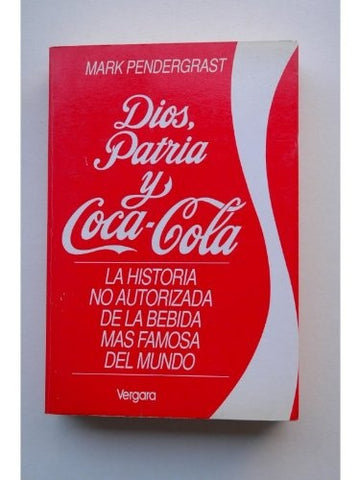 MARK PENDERGRAST
Dios,
Patria
y
Coca-Cola
LA HISTORIA
NO AUTORIZADA
DE LA BEBIDA
MAS FAMOSA
DEL MUNDO
Vergara